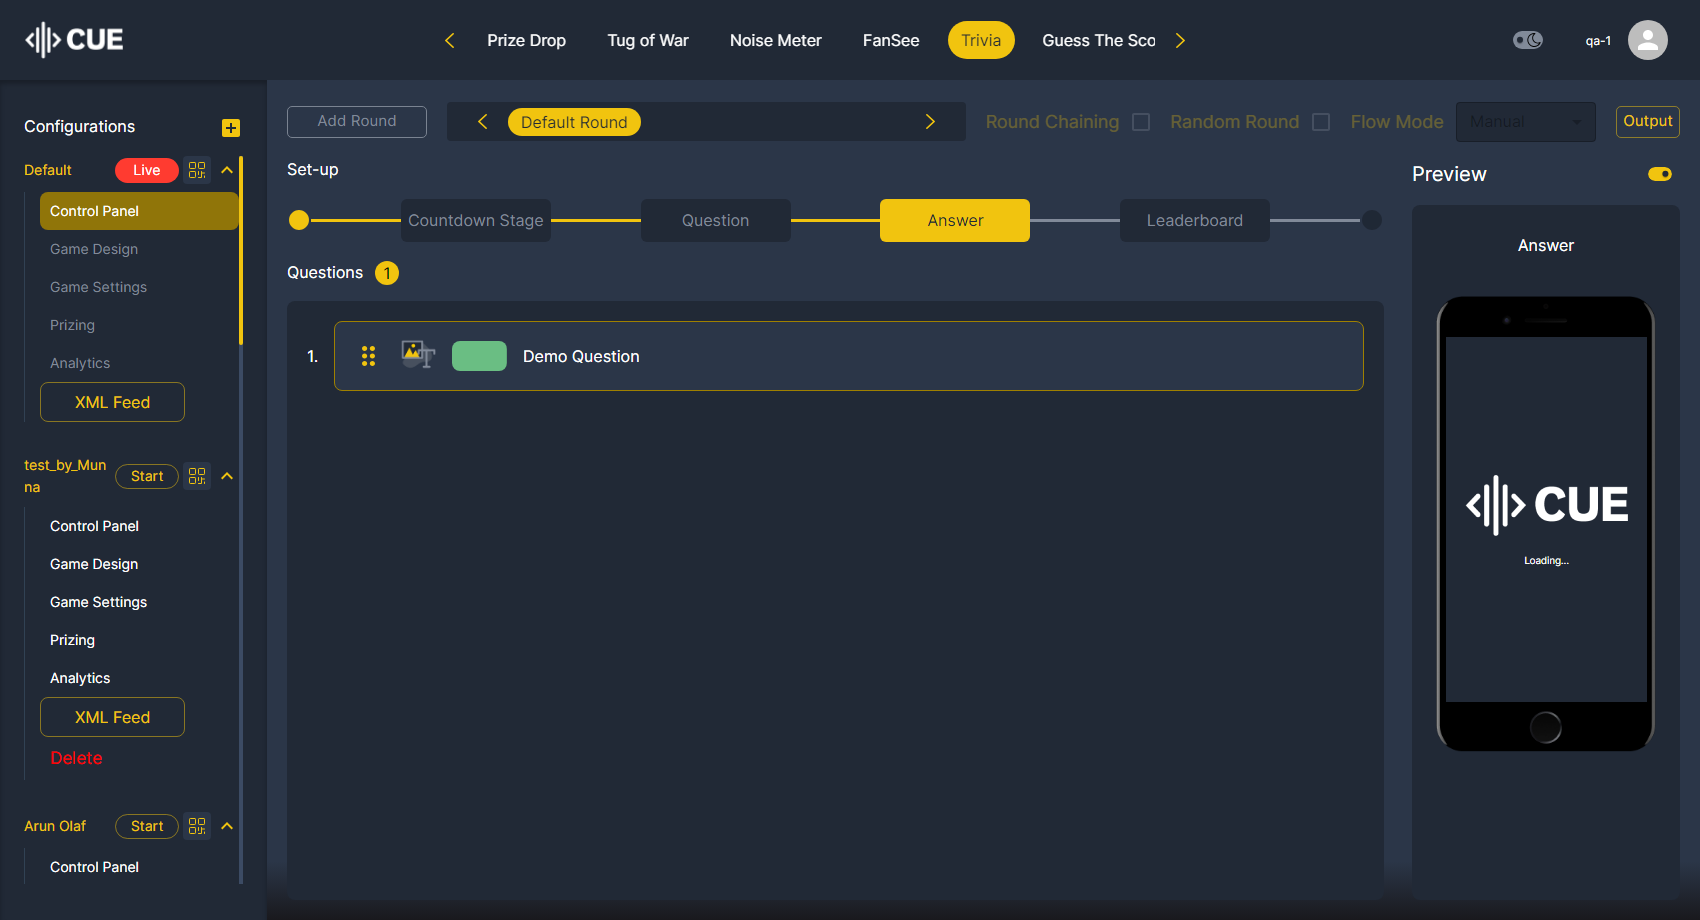 CUE
Prize Drop
Tug of War
Noise Meter
FanSee
Trivia
Guess The Sco
qa-1
Configurations
Default
Live
Control Panel
Game Design
Game Settings
Prizing
Analytics
XML Feed
test_by_Mun
na
Start
Control Panel
Game Design
Game Settings
Prizing
Analytics
XML Feed
Delete
Arun Olaf
Start
Control Panel
Add Round
Default Round
Round Chaining
Random Round
Flow Mode
Manual
Output
Set-up
Countdown Stage
Question
Answer
Leaderboard
Questions 1
1.
Demo Question
Preview
Answer
CUE
Loading...